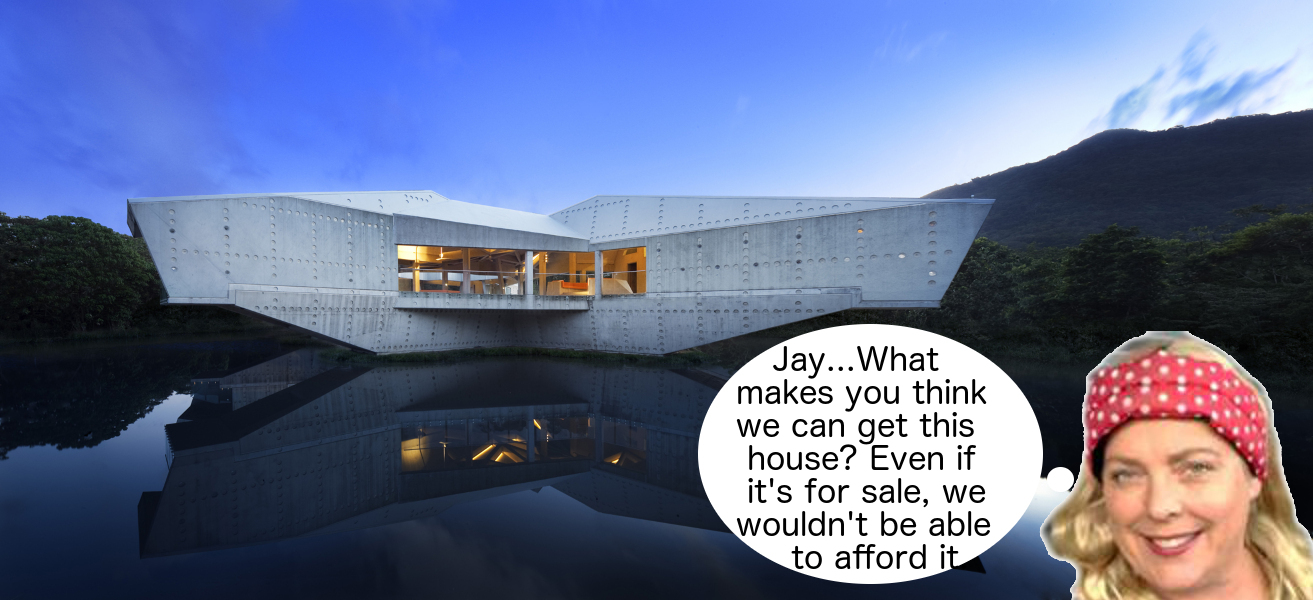 Jay...What
makes you think
we can get this
house? Even if
it's for sale, we
wouldn't be able
to afford it